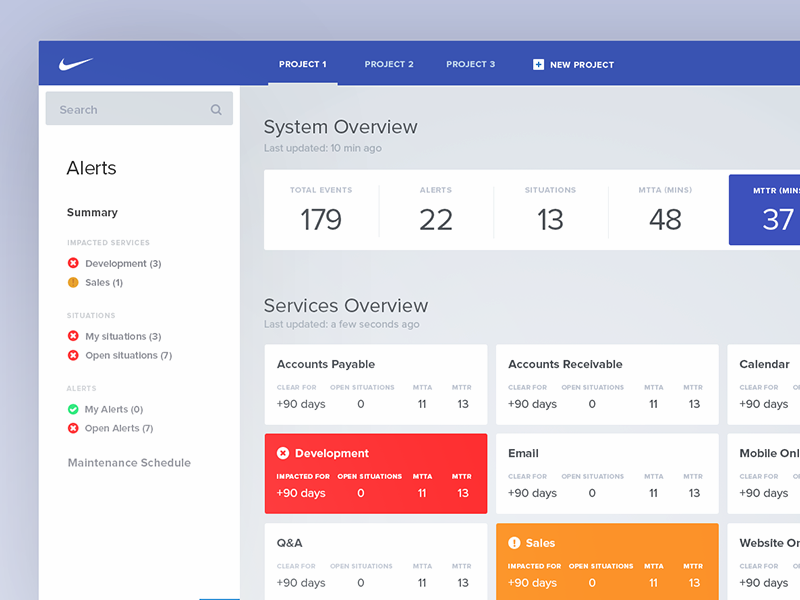 PROJECT 1 PROJECT 2 PROJECT 3 NEW PROJECT
Search
Alerts
Summary
IMPACTED SERVICES
Development (3)
Sales (1)
SITUATIONS
My situations (3)
Open situations (7)
ALERTS
My Alerts (0)
Open Alerts (7)
Maintenance Schedule
System Overview
Last updated: 10 min ago
TOTAL EVENTS ALERTS SITUATIONS MTTA (MINS) MTTR (MINS
179 22 13 48 37
Services Overview
Last updated: a few seconds ago
Accounts Payable
CLEAR FOR OPEN SITUATIONS MTTA MTTR
+90 days 0 11 13
Accounts Receivable
CLEAR FOR OPEN SITUATIONS MTTA MTTR
+90 days 0 11 13
Calendar
CLEAR FOR
+90 days
Development
IMPACTED FOR OPEN SITUATIONS MTTA MTTR
+90 days 0 11 13
Email
CLEAR FOR OPEN SITUATIONS MTTA MTTR
+90 days 0 11 13
Mobile Onl
CLEAR FOR
+90 days
Q&A
CLEAR FOR OPEN SITUATIONS MTTA MTTR
+90 days 0 11 13
Sales
IMPACTED FOR OPEN SITUATIONS MTTA MTTR
+90 days 0 11 13
Website On
CLEAR FOR
+90 days